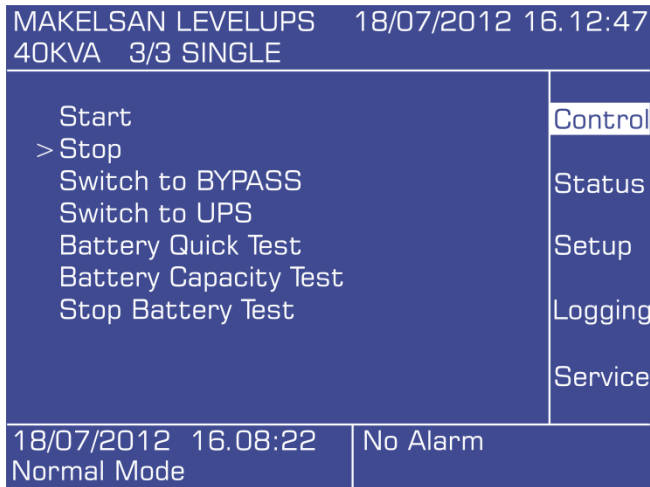 MAKELSAN LEVELUPS 18/07/2012 16.12:47
40KVA 3/3 SINGLE
Start
>Stop
Switch to BYPASS
Switch to UPS
Battery Quick Test
Battery Capacity Test
Stop Battery Test
Control
Status
Setup
Logging
Service
18/07/2012 16.08:22
Normal Mode
No Alarm